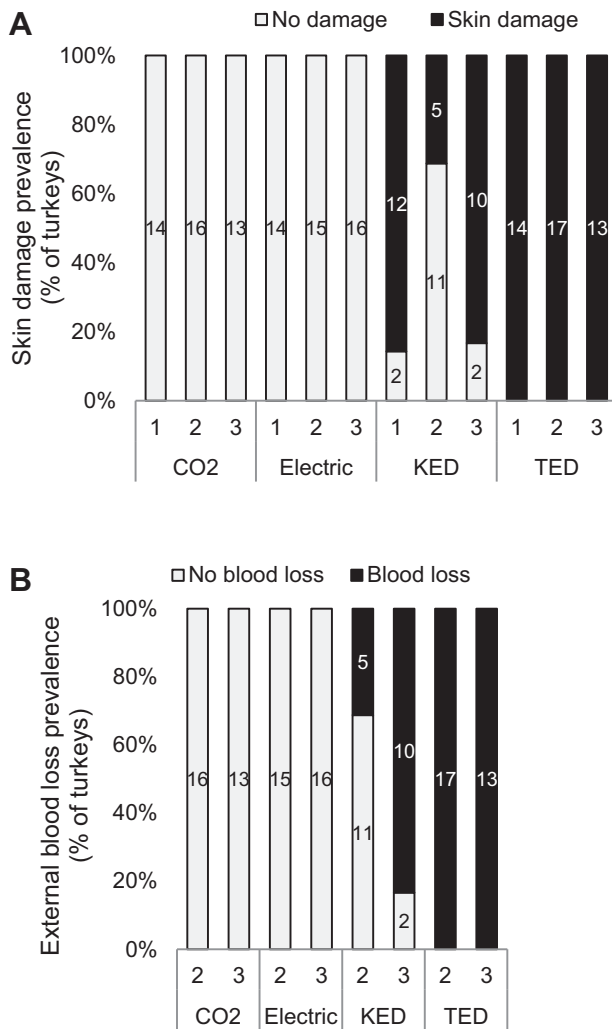 A
No damage Skin damage
Skin damage prevalence
(% of turkeys)
100%
80%
60%
40%
20%
0%
14 16 13 14 15 16 12 2 5 11 10 2 14 17 13
1 2 3 1 2 3 1 2 3 1 2 3
CO2 Electric KED TED
B
No blood loss Blood loss
External blood loss prevalence
(% of turkeys)
100%
80%
60%
40%
20%
0%
16 13 15 16 5 11 10 2 17 13
2 3 2 3 2 3 2 3
CO2 Electric KED TED